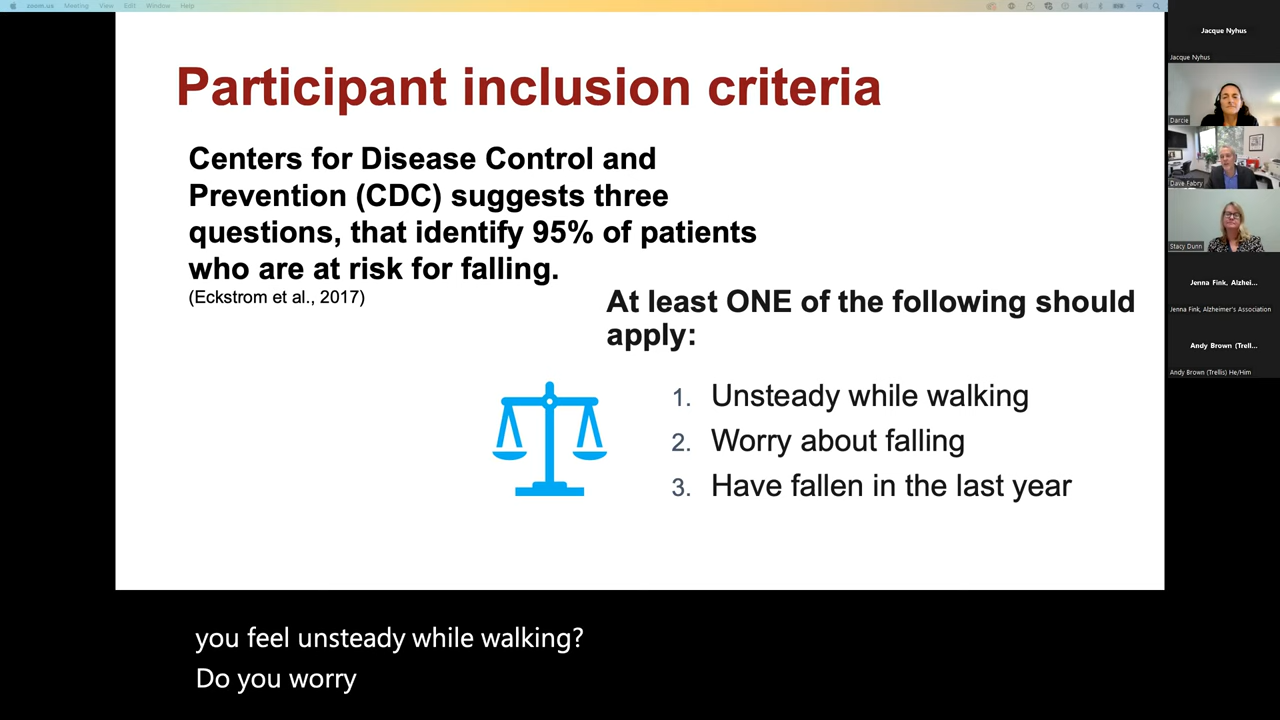 zoom.us Meeting View Edit Window Help
Participant inclusion criteria
Centers for Disease Control and
Prevention (CDC) suggests three
questions, that identify 95% of patients
who are at risk for falling.
(Eckstrom et al., 2017)
At least ONE of the following should
apply:
1. Unsteady while walking
2. Worry about falling
3. Have fallen in the last year
you feel unsteady while walking?
Do you worry
Jacque Nyhus
Jacque Nyhus
Darcie
Dave Fabry
Stacy Dunn
Jenna Fink, Alzhei...
Jenna Fink, Alzheimer's Association
Andy Brown (Trell...
Andy Brown (Trellis) He/Him